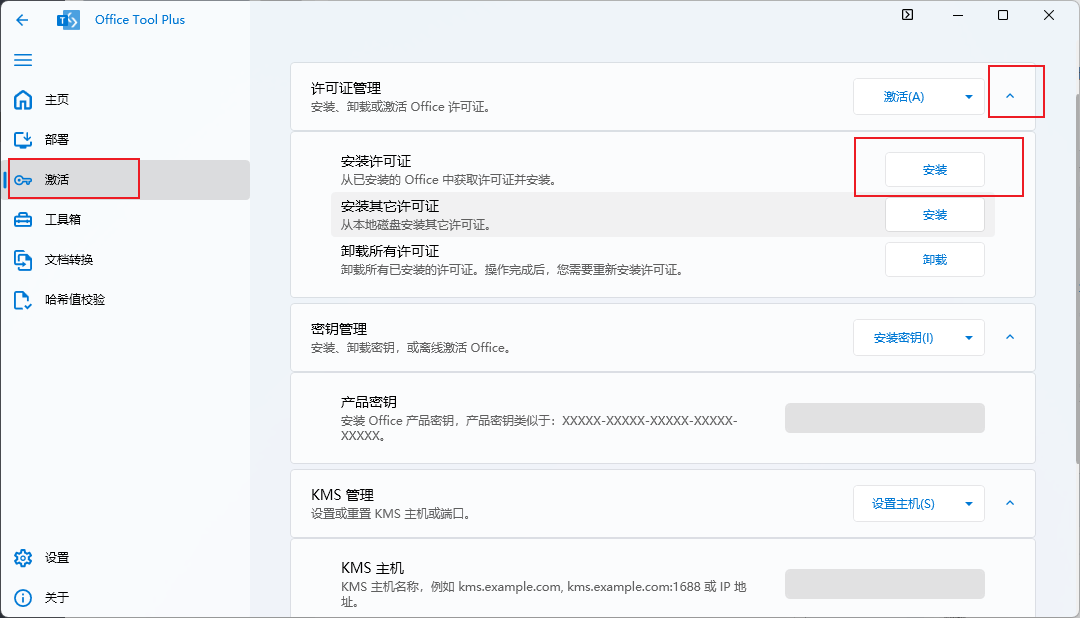 Office Tool Plus
主页
部署
激活
工具箱
文档转换
哈希值校验
设置
关于
许可证管理
安装、卸载或激活 Office 许可证。
激活(A)
安装许可证
从已安装的 Office 中获取许可证并安装。
安装
安装其它许可证
从本地磁盘安装其它许可证。
安装
卸载所有许可证
卸载所有已安装的许可证。操作完成后，您需要重新安装许可证。
卸载
密钥管理
安装、卸载密钥，或离线激活 Office。
安装密钥(I)
产品密钥
安装 Office 产品密钥，产品密钥类似于：XXXXX-XXXXX-XXXXX-XXXXX-
XXXXX。
KMS 管理
设置或重置 KMS 主机或端口。
设置主机(S)
KMS 主机
KMS 主机名称，例如 kms.example.com, kms.example.com:1688 或 IP 地
址。